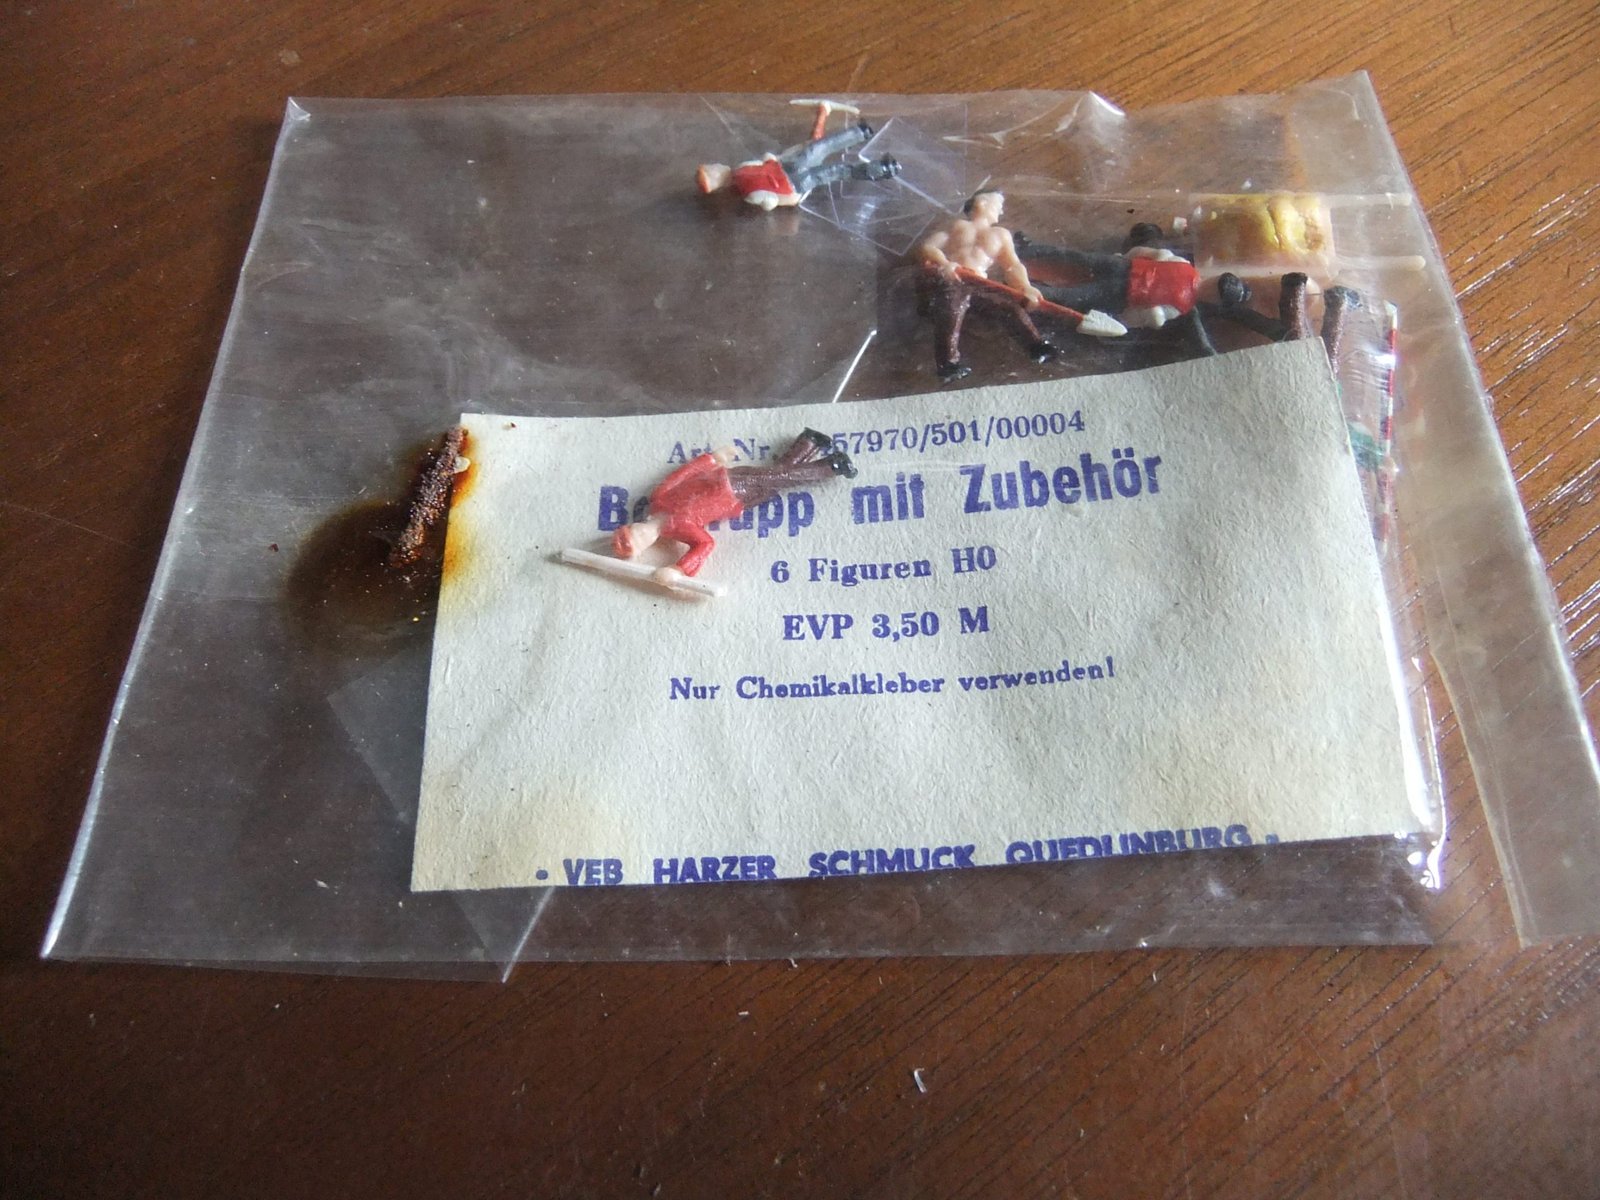 Art. Nr. 57970/501/00004
mit Zubehör
6 Figuren H0
EVP 3,50 M
Nur Chemikalkleber verwenden!
• VEB HARZER SCHMUCK QUEDLINBURG •